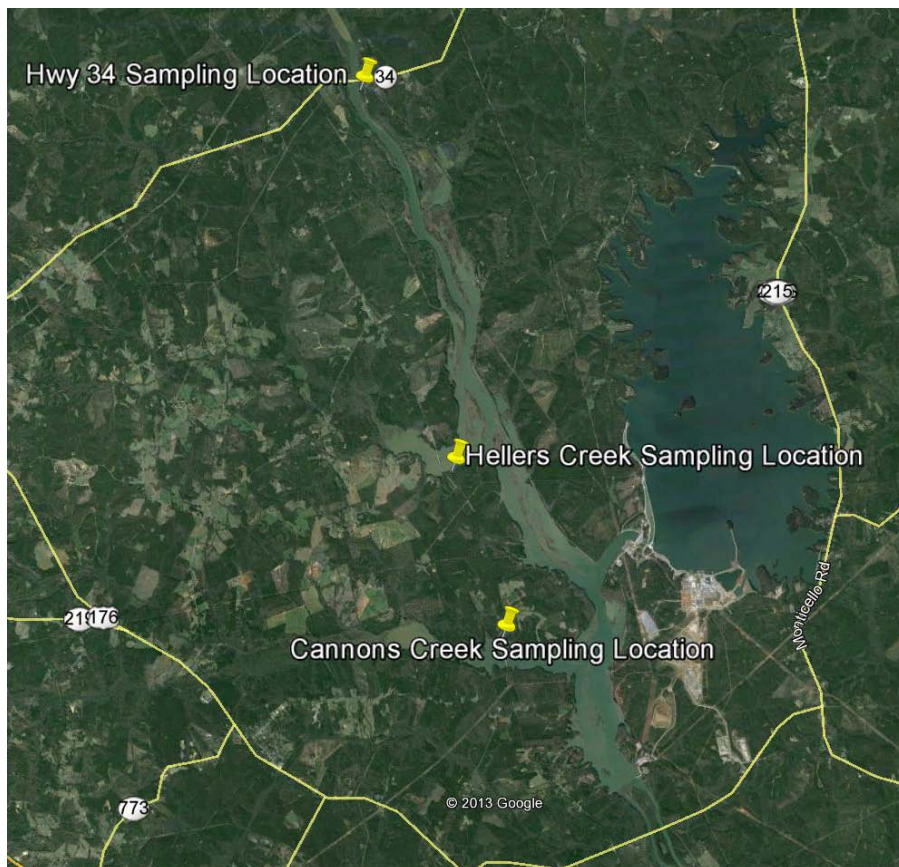 Hwy 34 Sampling Location
34
215
Hellers Creek Sampling Location
219
176
Monticello Rd
Cannons Creek Sampling Location
© 2013 Google
773